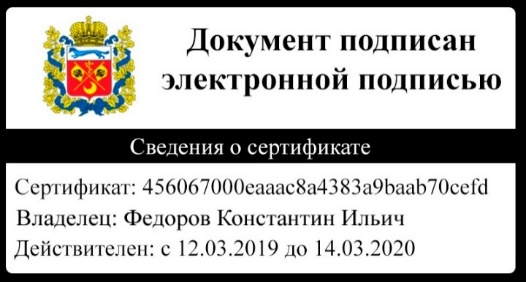 Документ подписан
электронной подписью
Сведения о сертификате
Сертификат: 456067000eaaac8a4383a9baab70cefd
Владелец: Федоров Константин Ильич
Действителен: с 12.03.2019 до 14.03.2020